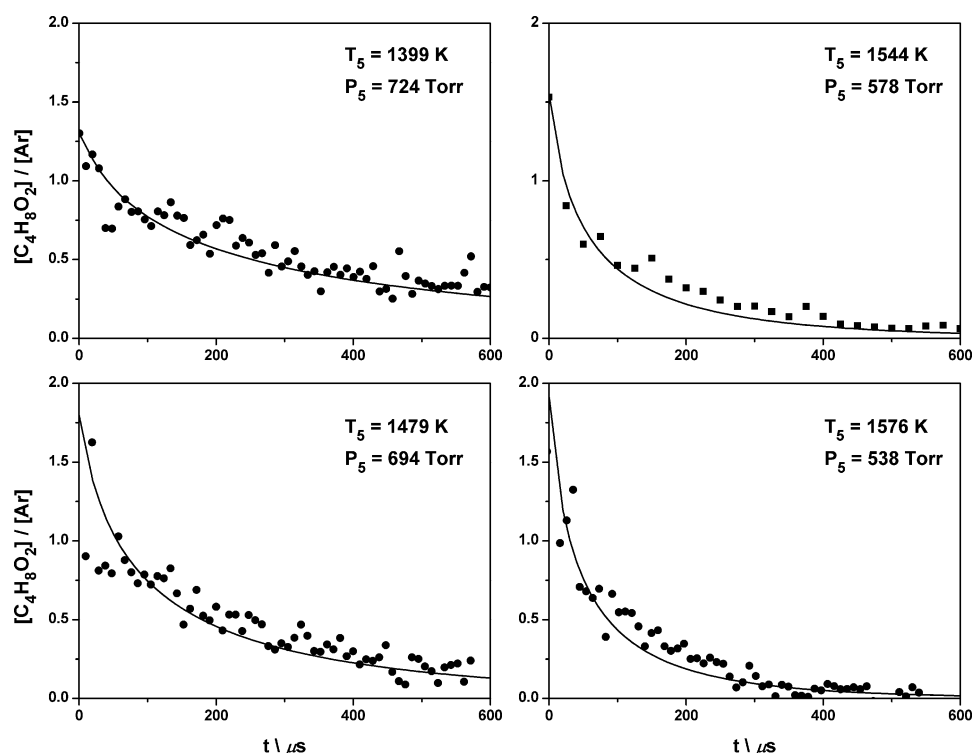 2.0
1.5
1.0
0.5
0.0
0
200
400
600
[C4H8O2] / [Ar]
T5 = 1399 K
P5 = 724 Torr
2
1
0
0
200
400
600
T5 = 1544 K
P5 = 578 Torr
2.0
1.5
1.0
0.5
0.0
0
200
400
600
[C4H8O2] / [Ar]
t \ μs
T5 = 1479 K
P5 = 694 Torr
2.0
1.5
1.0
0.5
0.0
0
200
400
600
t \ μs
T5 = 1576 K
P5 = 538 Torr